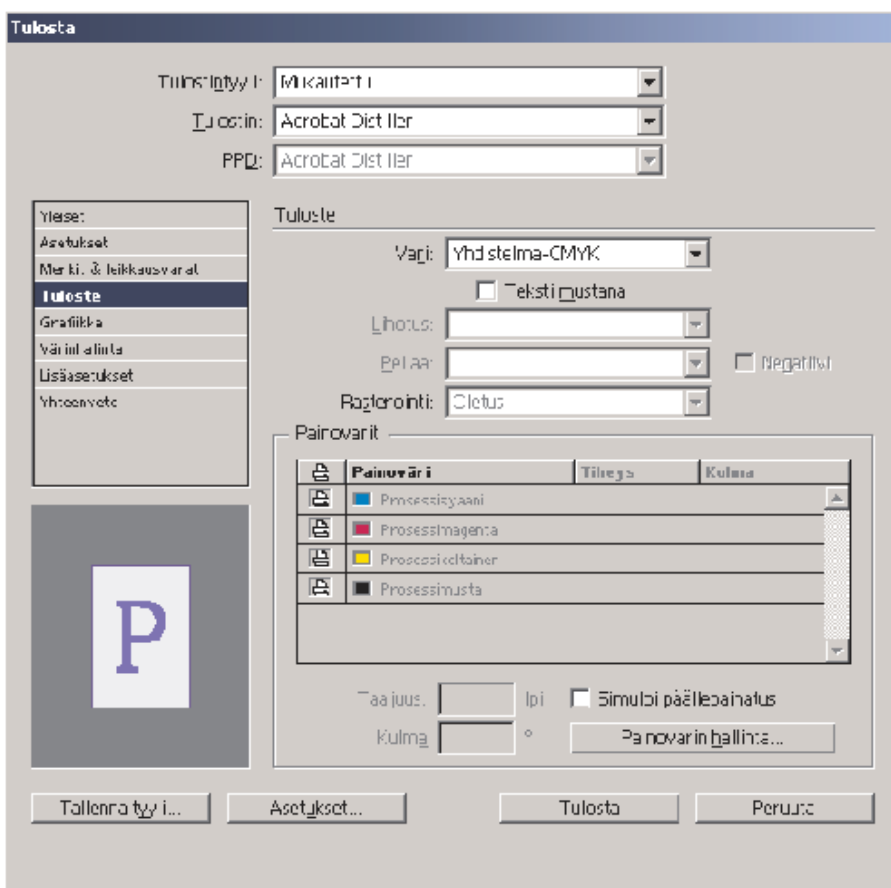 Tulosta
Tulostintyyli: Mukautettu
Tulostin: Acrobat Distiller
PPD: Acrobat Distiller
Yleiset
Asetukset
Merkit & leikkausvarat
Tuloste
Grafiikka
Värinhallinta
Lisäasetukset
Yhteenveto
Tuloste
Väri: Yhdistelmä-CMYK
Teksti mustana
Lihotus:
Peilaa:
Negatiivi
Rasterointi: Oletus
Painovärit
Painoväri Tiheys Kulma
Prosessisyaani
Prosessimagenta
Prosessikeltainen
Prosessimusta
Taajuus: lpi
Simuloi päällepainatus
Kulma °
Painovärin hallinta...
Tallenna tyyli... Asetukset... Tulosta Peruuta